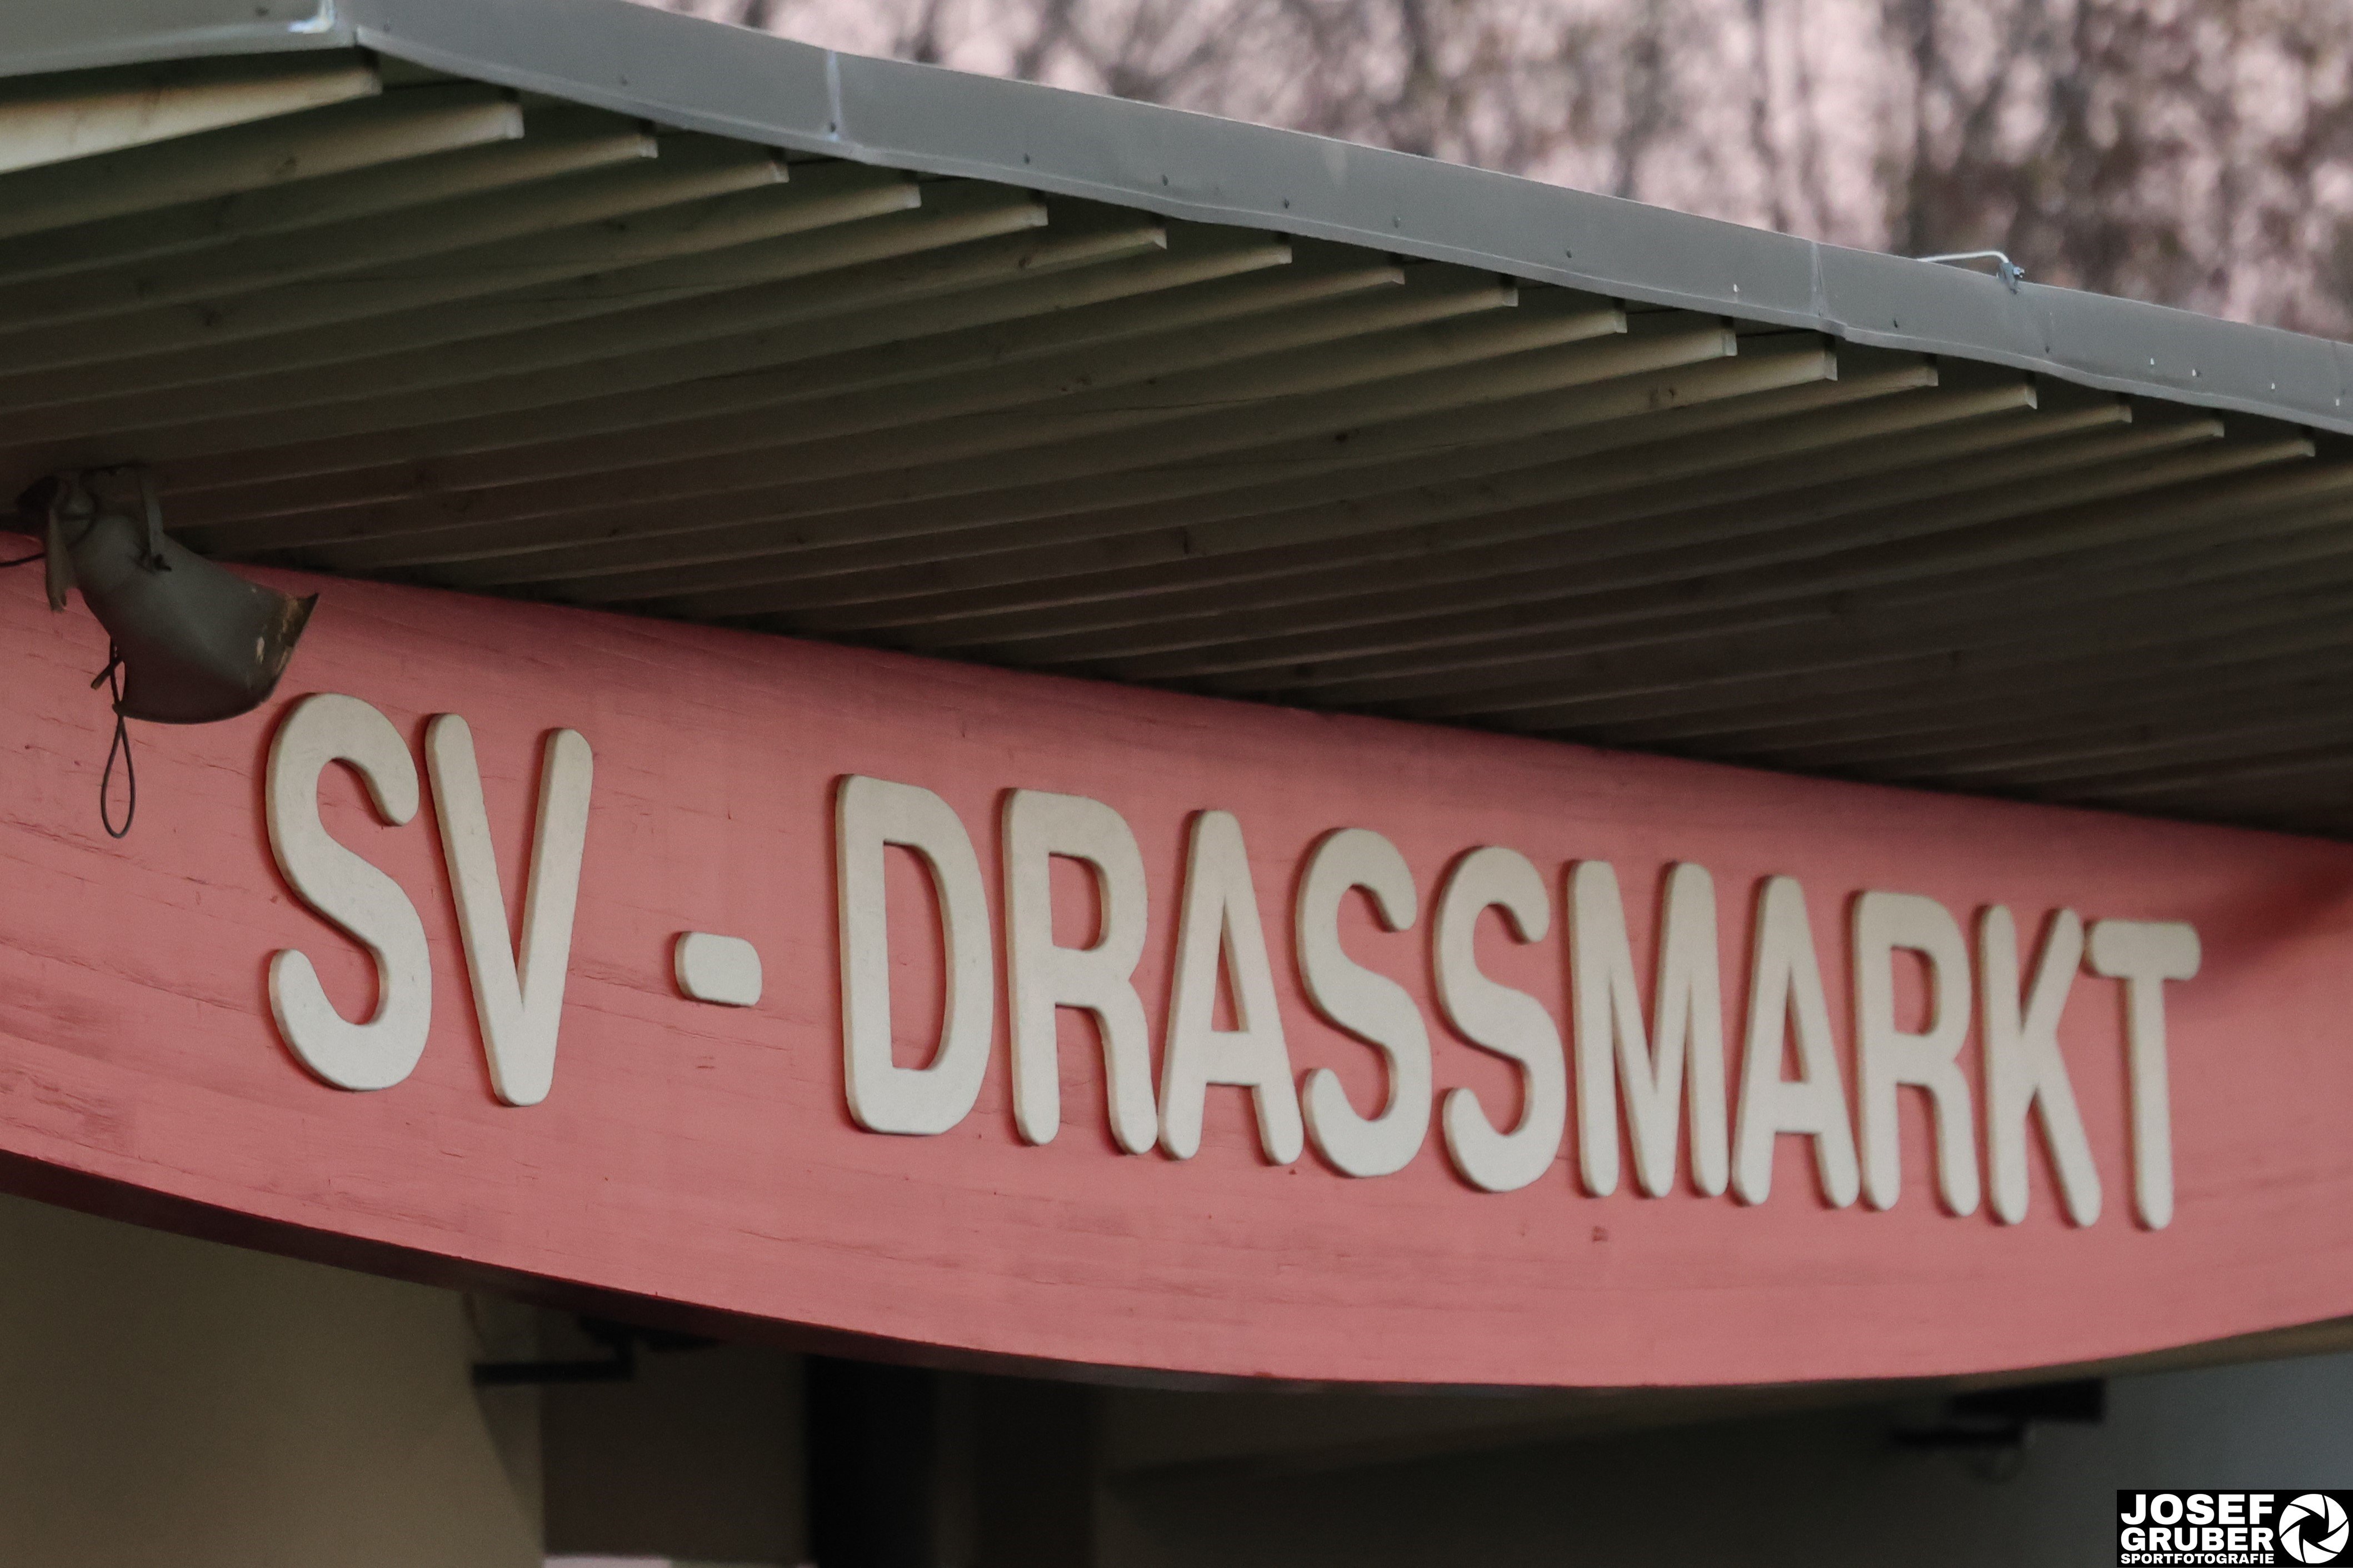 SV - DRASSMARKT
JOSEF
GRUBER
SPORTFOTOGRAFIE